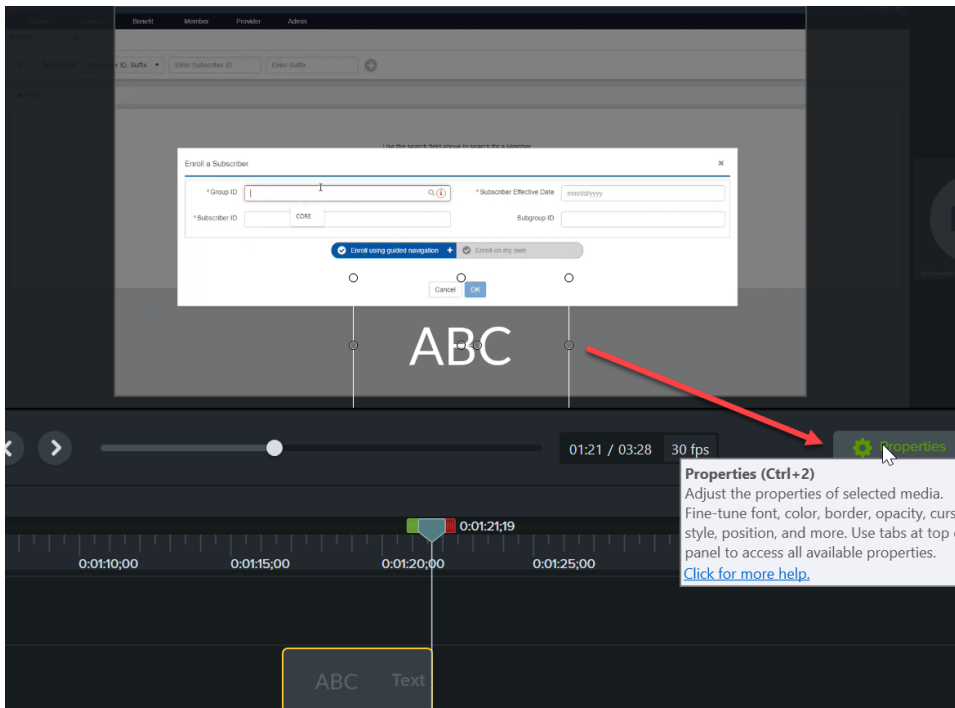 Benefit Member Provider Admin
ID, Suffix Enter Subscriber ID Enter Suffix
Use the search field above to search for a Member
Enroll a Subscriber ×
* Group ID * Subscriber Effective Date mm/dd/yyyy
* Subscriber ID CORE Subgroup ID
Enroll using guided navigation + Enroll on my own
Cancel OK
ABC
01:21 / 03:28 30 fps Properties
Properties (Ctrl+2)
Adjust the properties of selected media.
Fine-tune font, color, border, opacity, curs
style, position, and more. Use tabs at top
panel to access all available properties.
Click for more help.
0:01:21;19
0:01:10;00 0:01:15;00 0:01:20;00 0:01:25;00
ABC Text